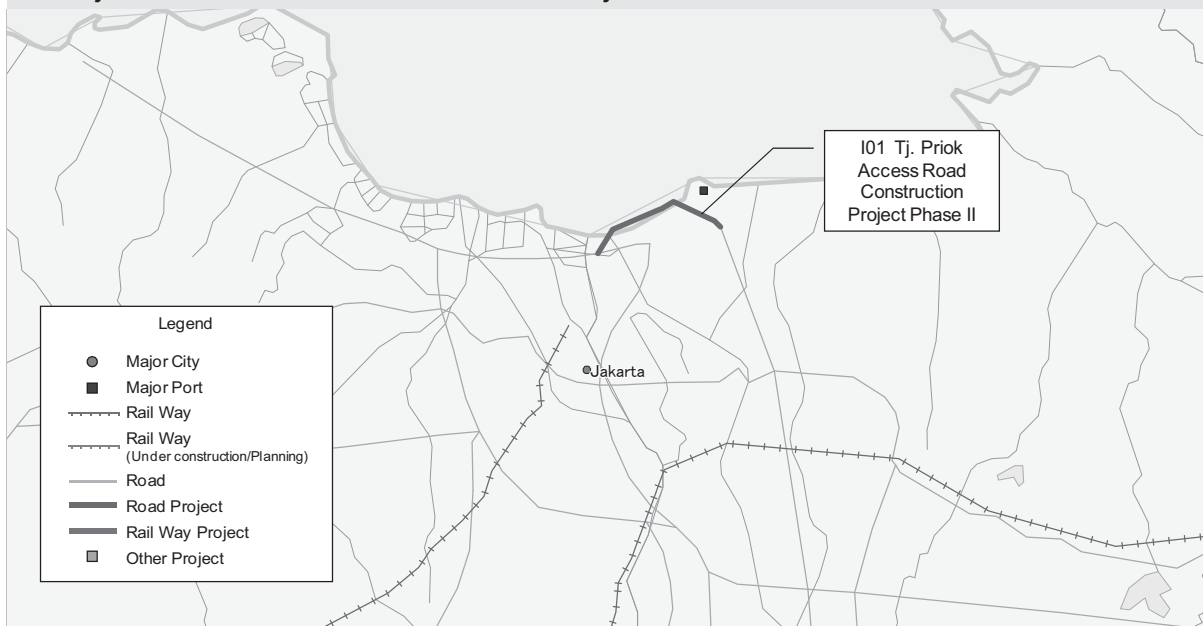 I01 Tj. Priok
Access Road
Construction
Project Phase II
Legend
Major City
Major Port
Rail Way
Rail Way
(Under construction/Planning)
Road
Road Project
Rail Way Project
Other Project
Jakarta